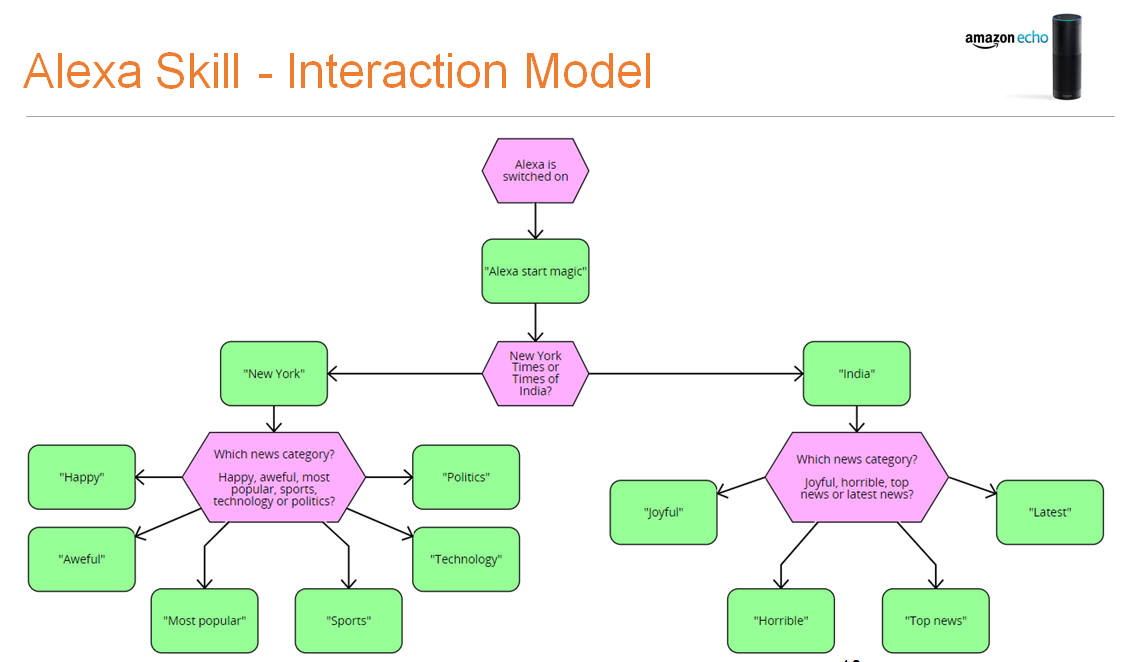 Alexa Skill - Interaction Model
amazon echo
Alexa is
switched on
"Alexa start magic"
New York
Times or
Times of
India?
"New York"
"India"
Which news category?
Happy, aweful, most
popular, sports,
technology or politics?
"Happy"
"Politics"
"Aweful"
"Technology"
"Most popular"
"Sports"
Which news category?
Joyful, horrible, top
news or latest news?
"Joyful"
"Latest"
"Horrible"
"Top news"